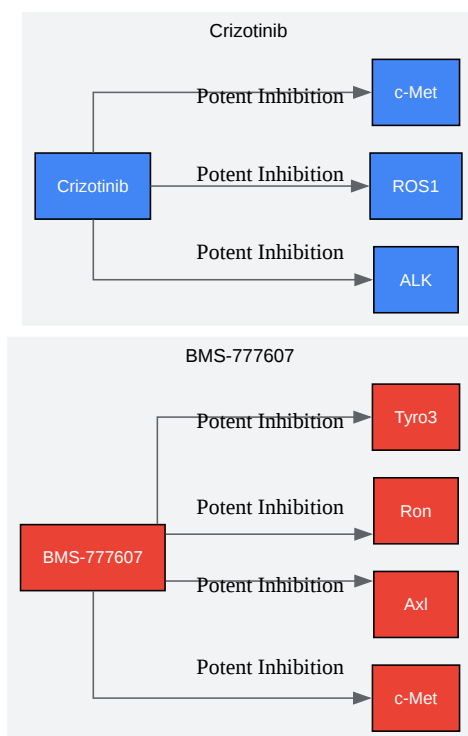 Crizotinib
Potent Inhibition
c-Met
Crizotinib
Potent Inhibition
ROS1
Potent Inhibition
ALK
BMS-777607
Potent Inhibition
Tyro3
Potent Inhibition
Ron
BMS-777607
Potent Inhibition
Axl
Potent Inhibition
c-Met